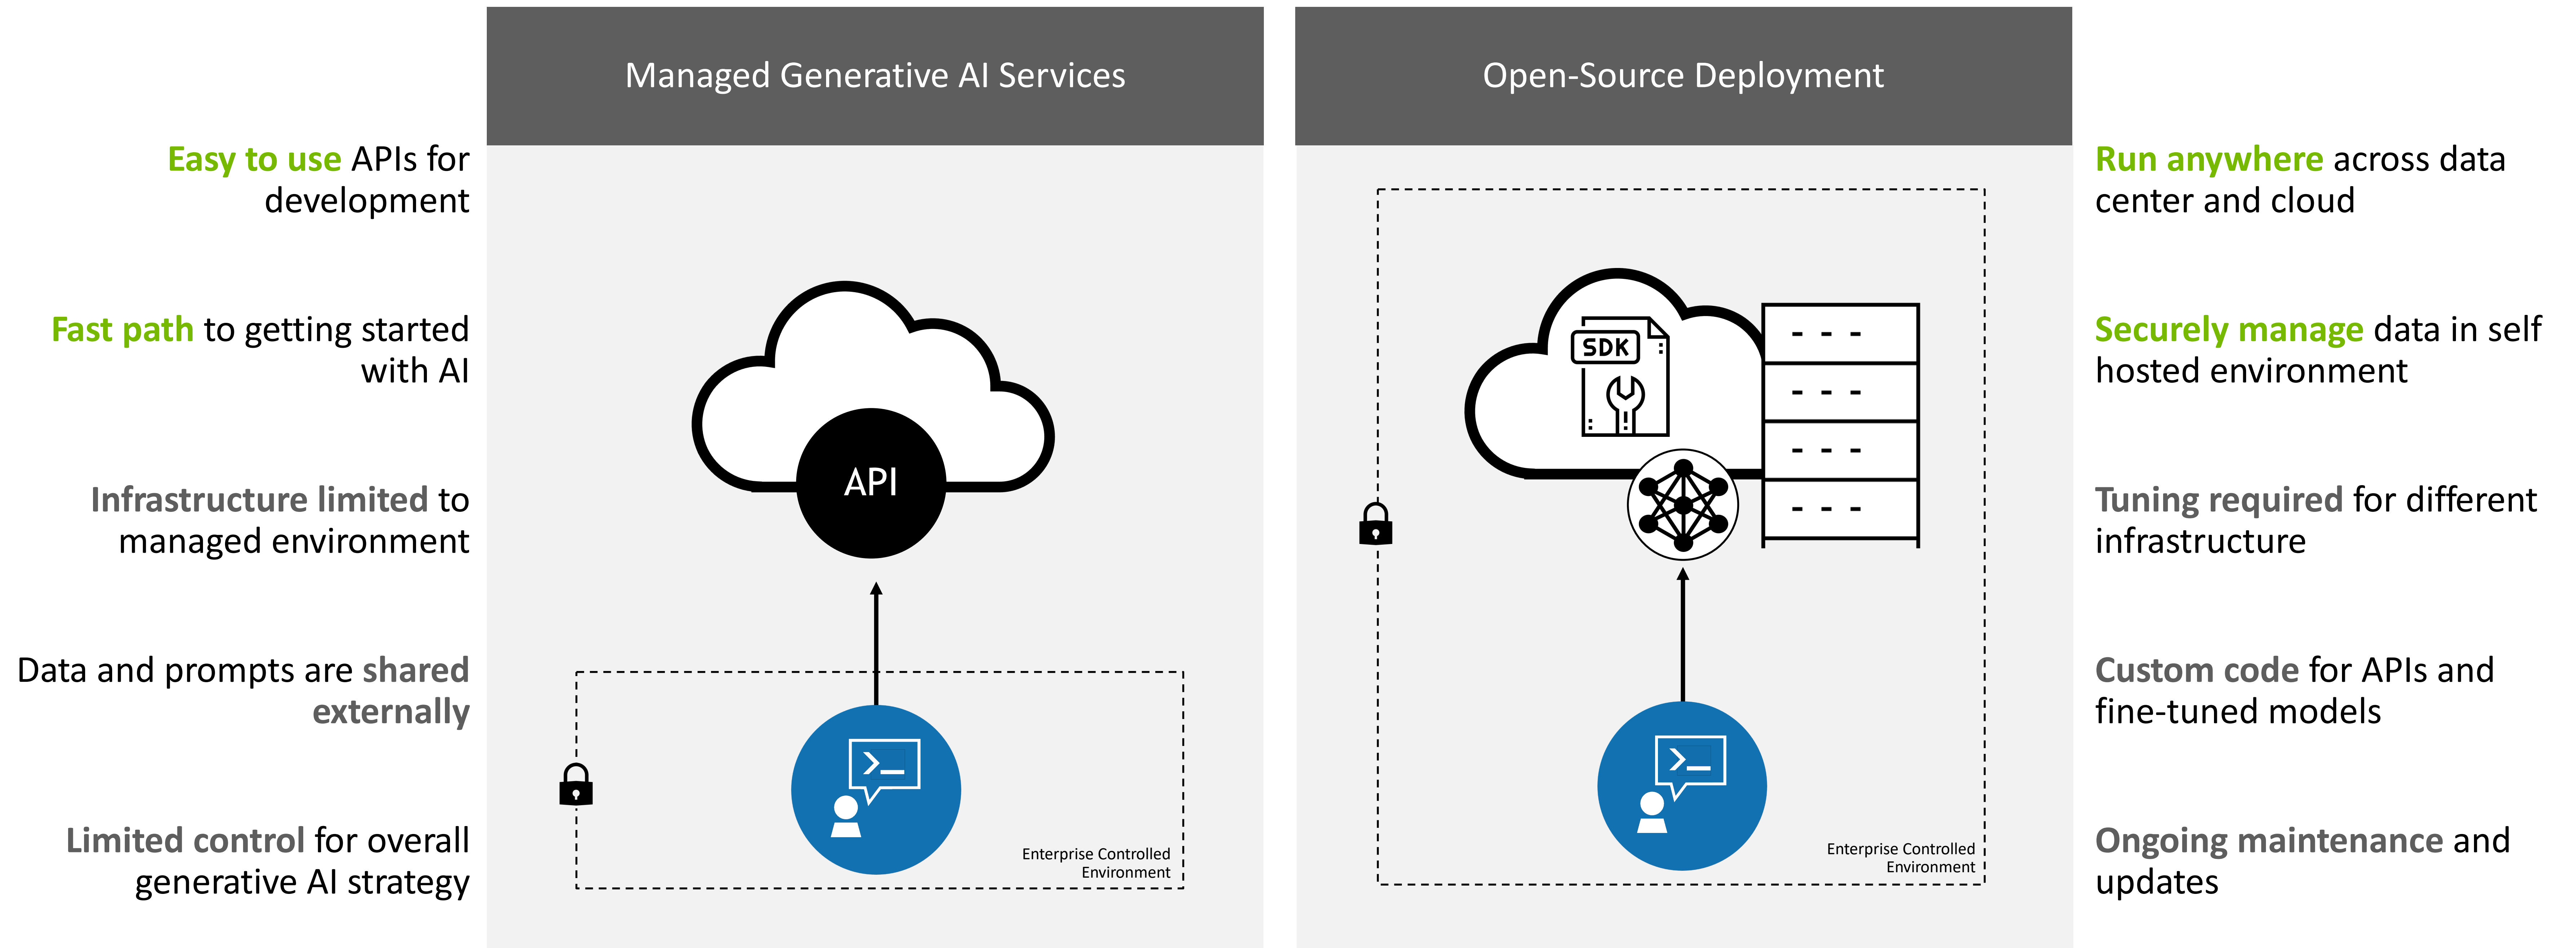 Managed Generative AI Services
Easy to use APIs for
development
Fast path to getting started
with AI
Infrastructure limited to
managed environment
Data and prompts are shared
externally
Limited control for overall
generative AI strategy
API
>_
Enterprise Controlled
Environment
Open-Source Deployment
SDK
>_
Enterprise Controlled
Environment
Run anywhere across data
center and cloud
Securely manage data in self
hosted environment
Tuning required for different
infrastructure
Custom code for APIs and
fine-tuned models
Ongoing maintenance and
updates